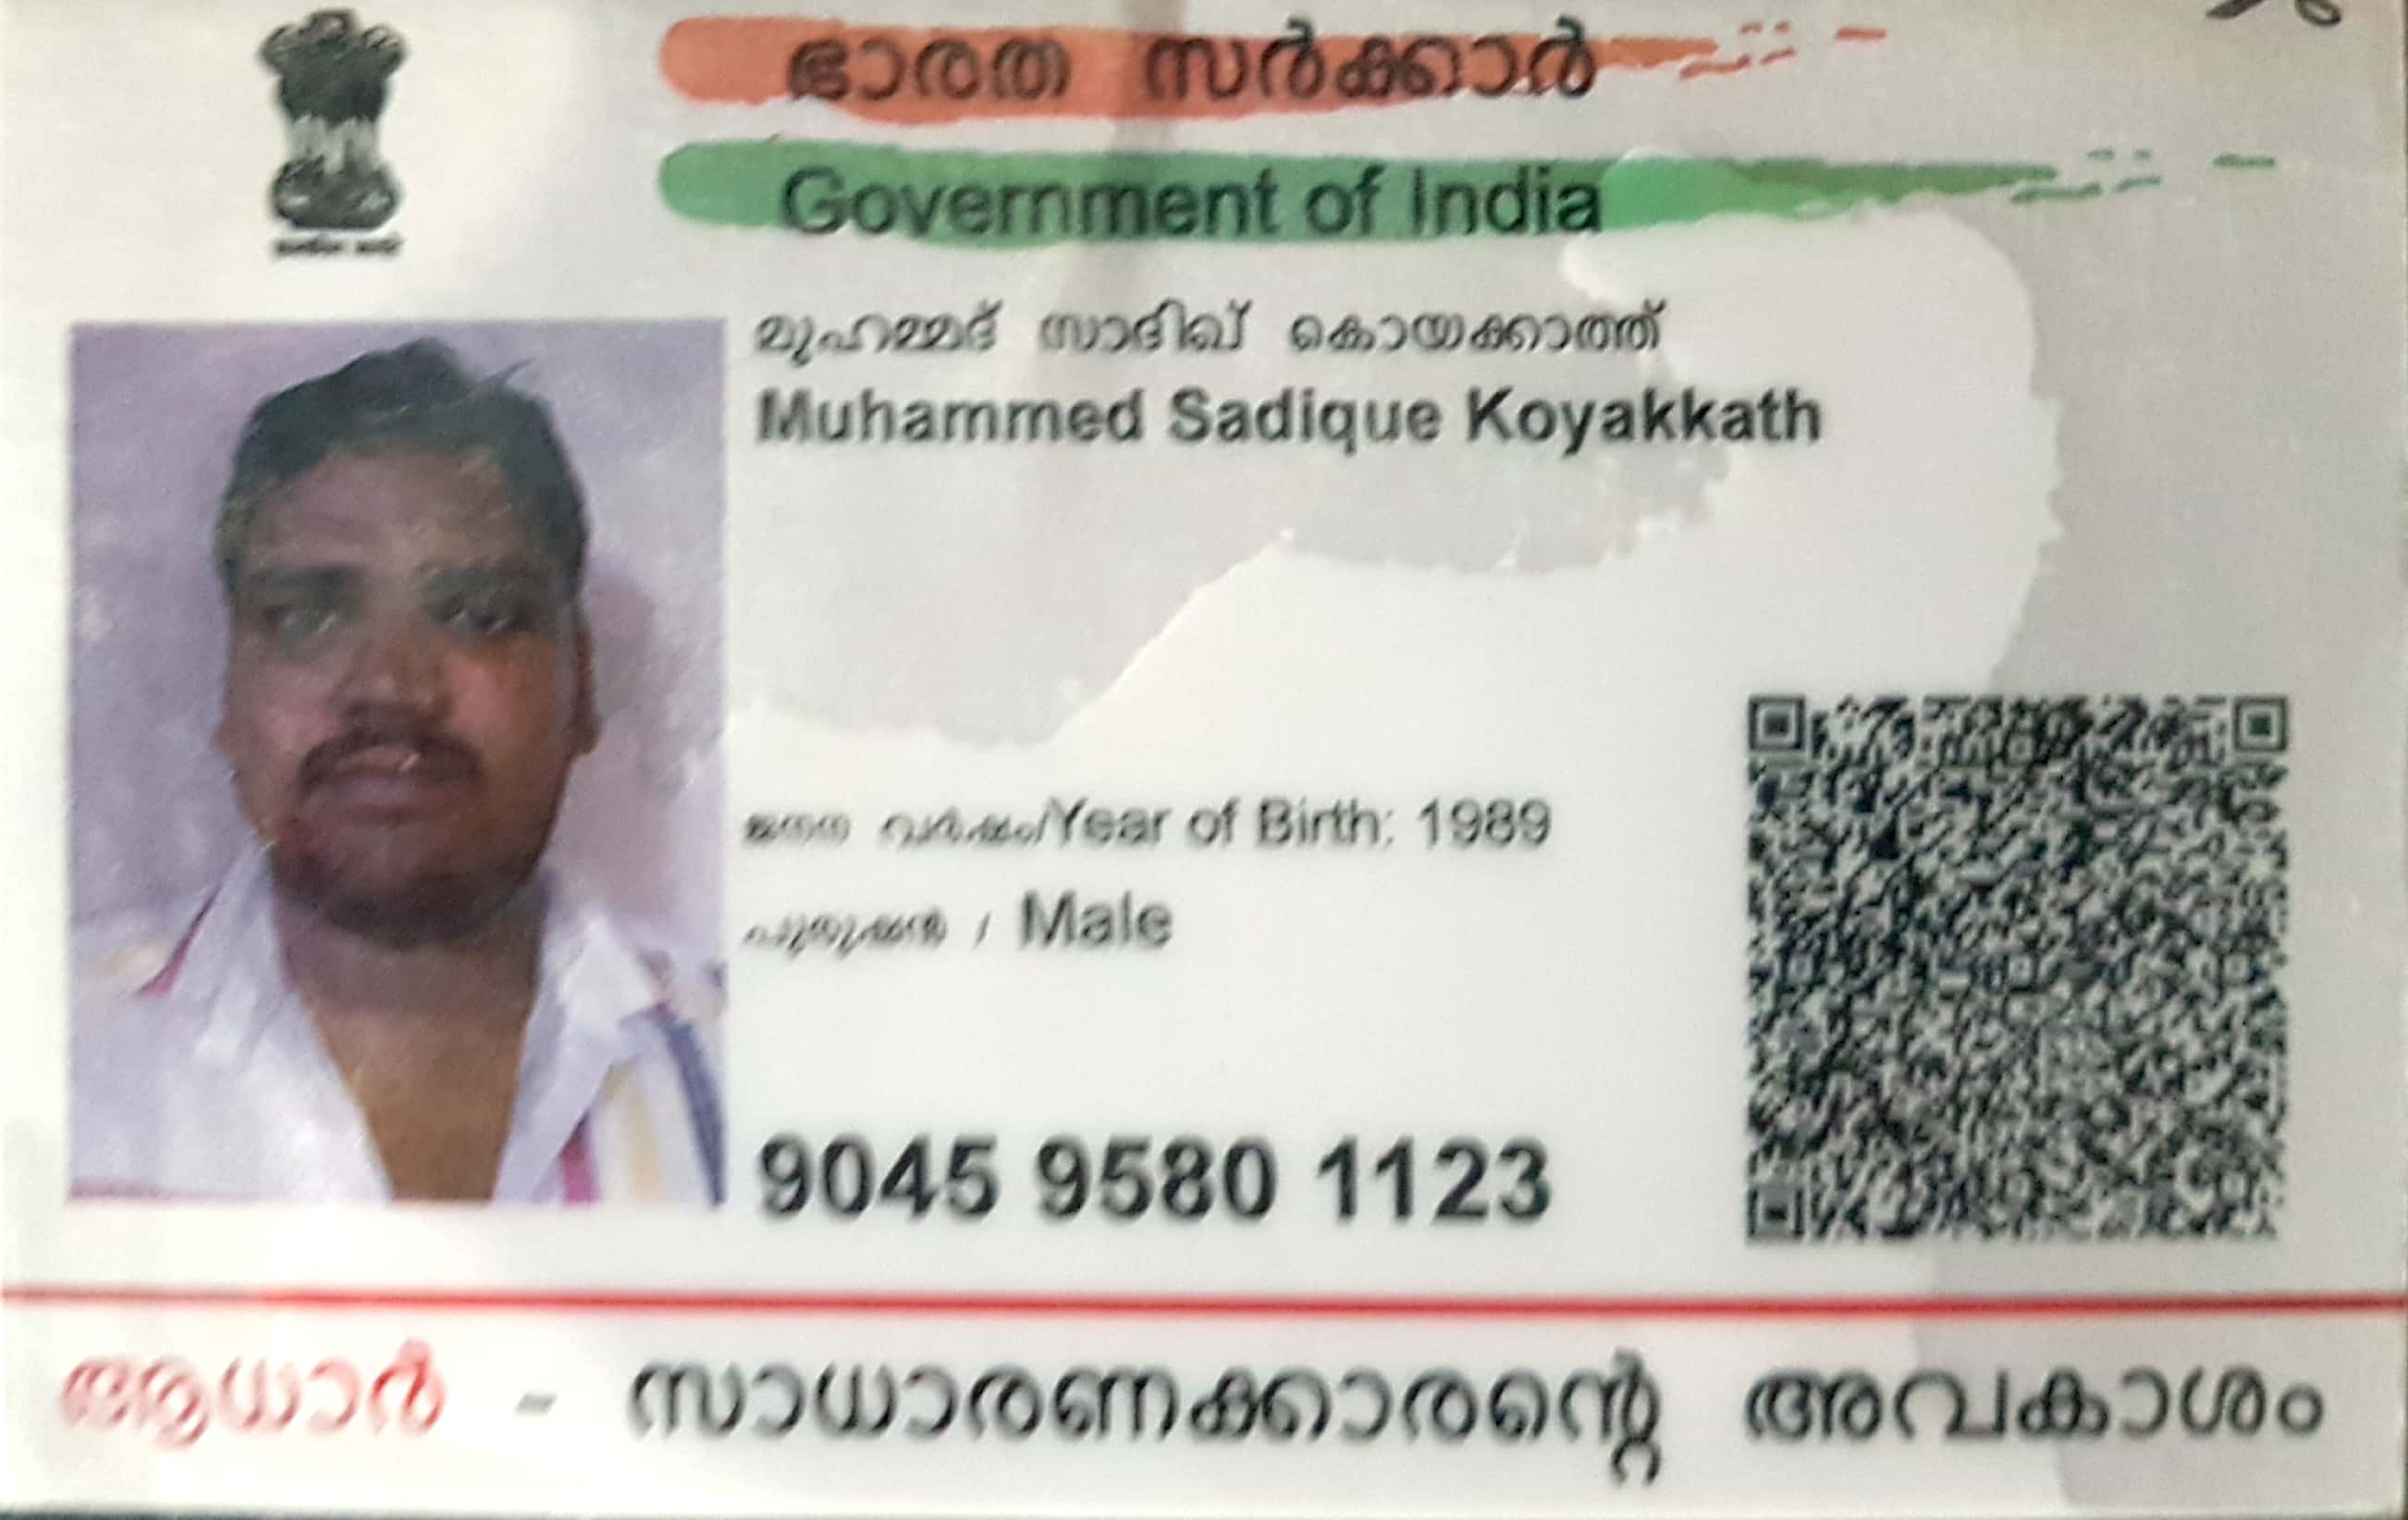 ഭാരത സർക്കാർ
Government of India
മുഹമ്മദ് സാദിഖ് കൊയക്കാത്ത്
Muhammed Sadique Koyakkath
ജനന വർഷം/Year of Birth: 1989
പുരുഷൻ / Male
9045 9580 1123
ആധാർ - സാധാരണക്കാരന്റെ അവകാശം